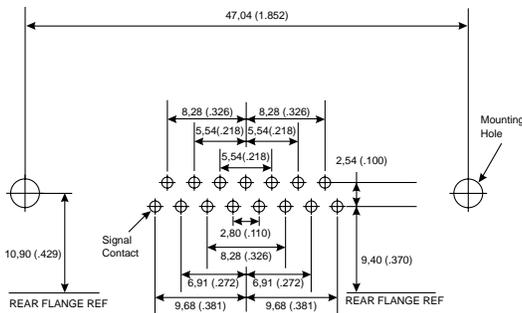 47,04 (1.852)
8,28 (.326) 8,28 (.326)
5,54(.218) 5,54(.218)
5,54(.218)
2,54 (.100)
Mounting
Hole
Signal
Contact
2,80 (.110)
8,28 (.326)
10,90 (.429)
9,40 (.370)
6,91 (.272) 6,91 (.272)
REAR FLANGE REF REAR FLANGE REF
9,68 (.381) 9,68 (.381)